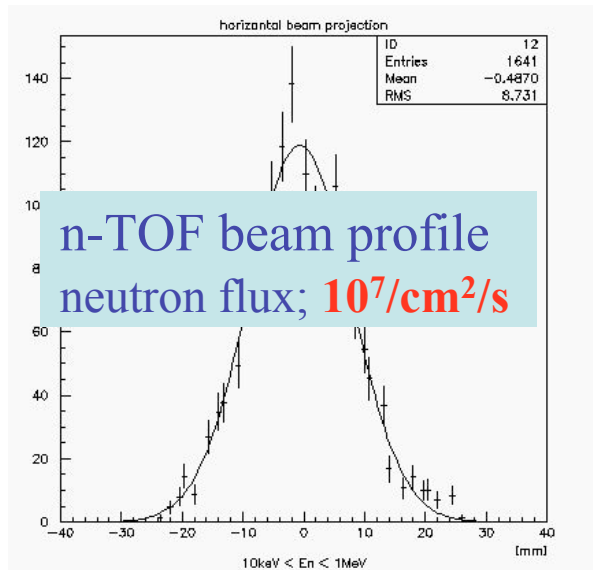 horizontal beam projection
ID 12
Entries 1641
Mean -0.4870
RMS 8.731
140
120
10
n-TOF beam profile
8
neutron flux; 10⁷/cm²/s
60
40
20
0
-40 -30 -20 -10 0 10 20 30 40
[mm]
10keV < En < 1MeV